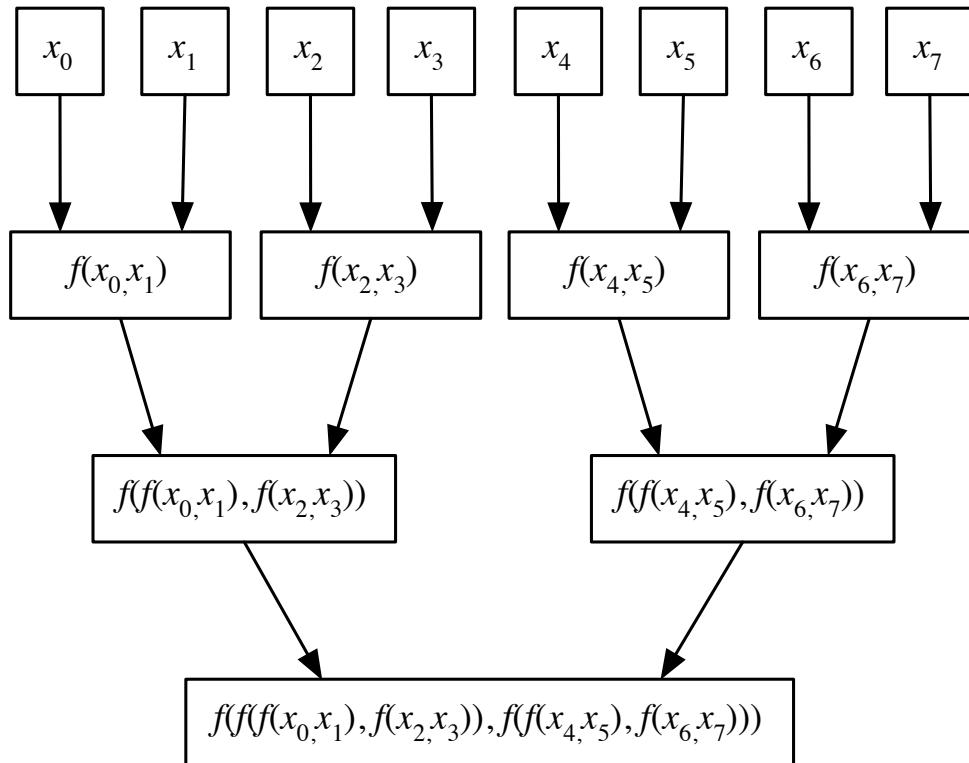 x₀ x₁ x₂ x₃ x₄ x₅ x₆ x₇
f(x₀,x₁) f(x₂,x₃) f(x₄,x₅) f(x₆,x₇)
f(f(x₀,x₁),f(x₂,x₃)) f(f(x₄,x₅),f(x₆,x₇))
f(f(f(x₀,x₁),f(x₂,x₃)),f(f(x₄,x₅),f(x₆,x₇)))